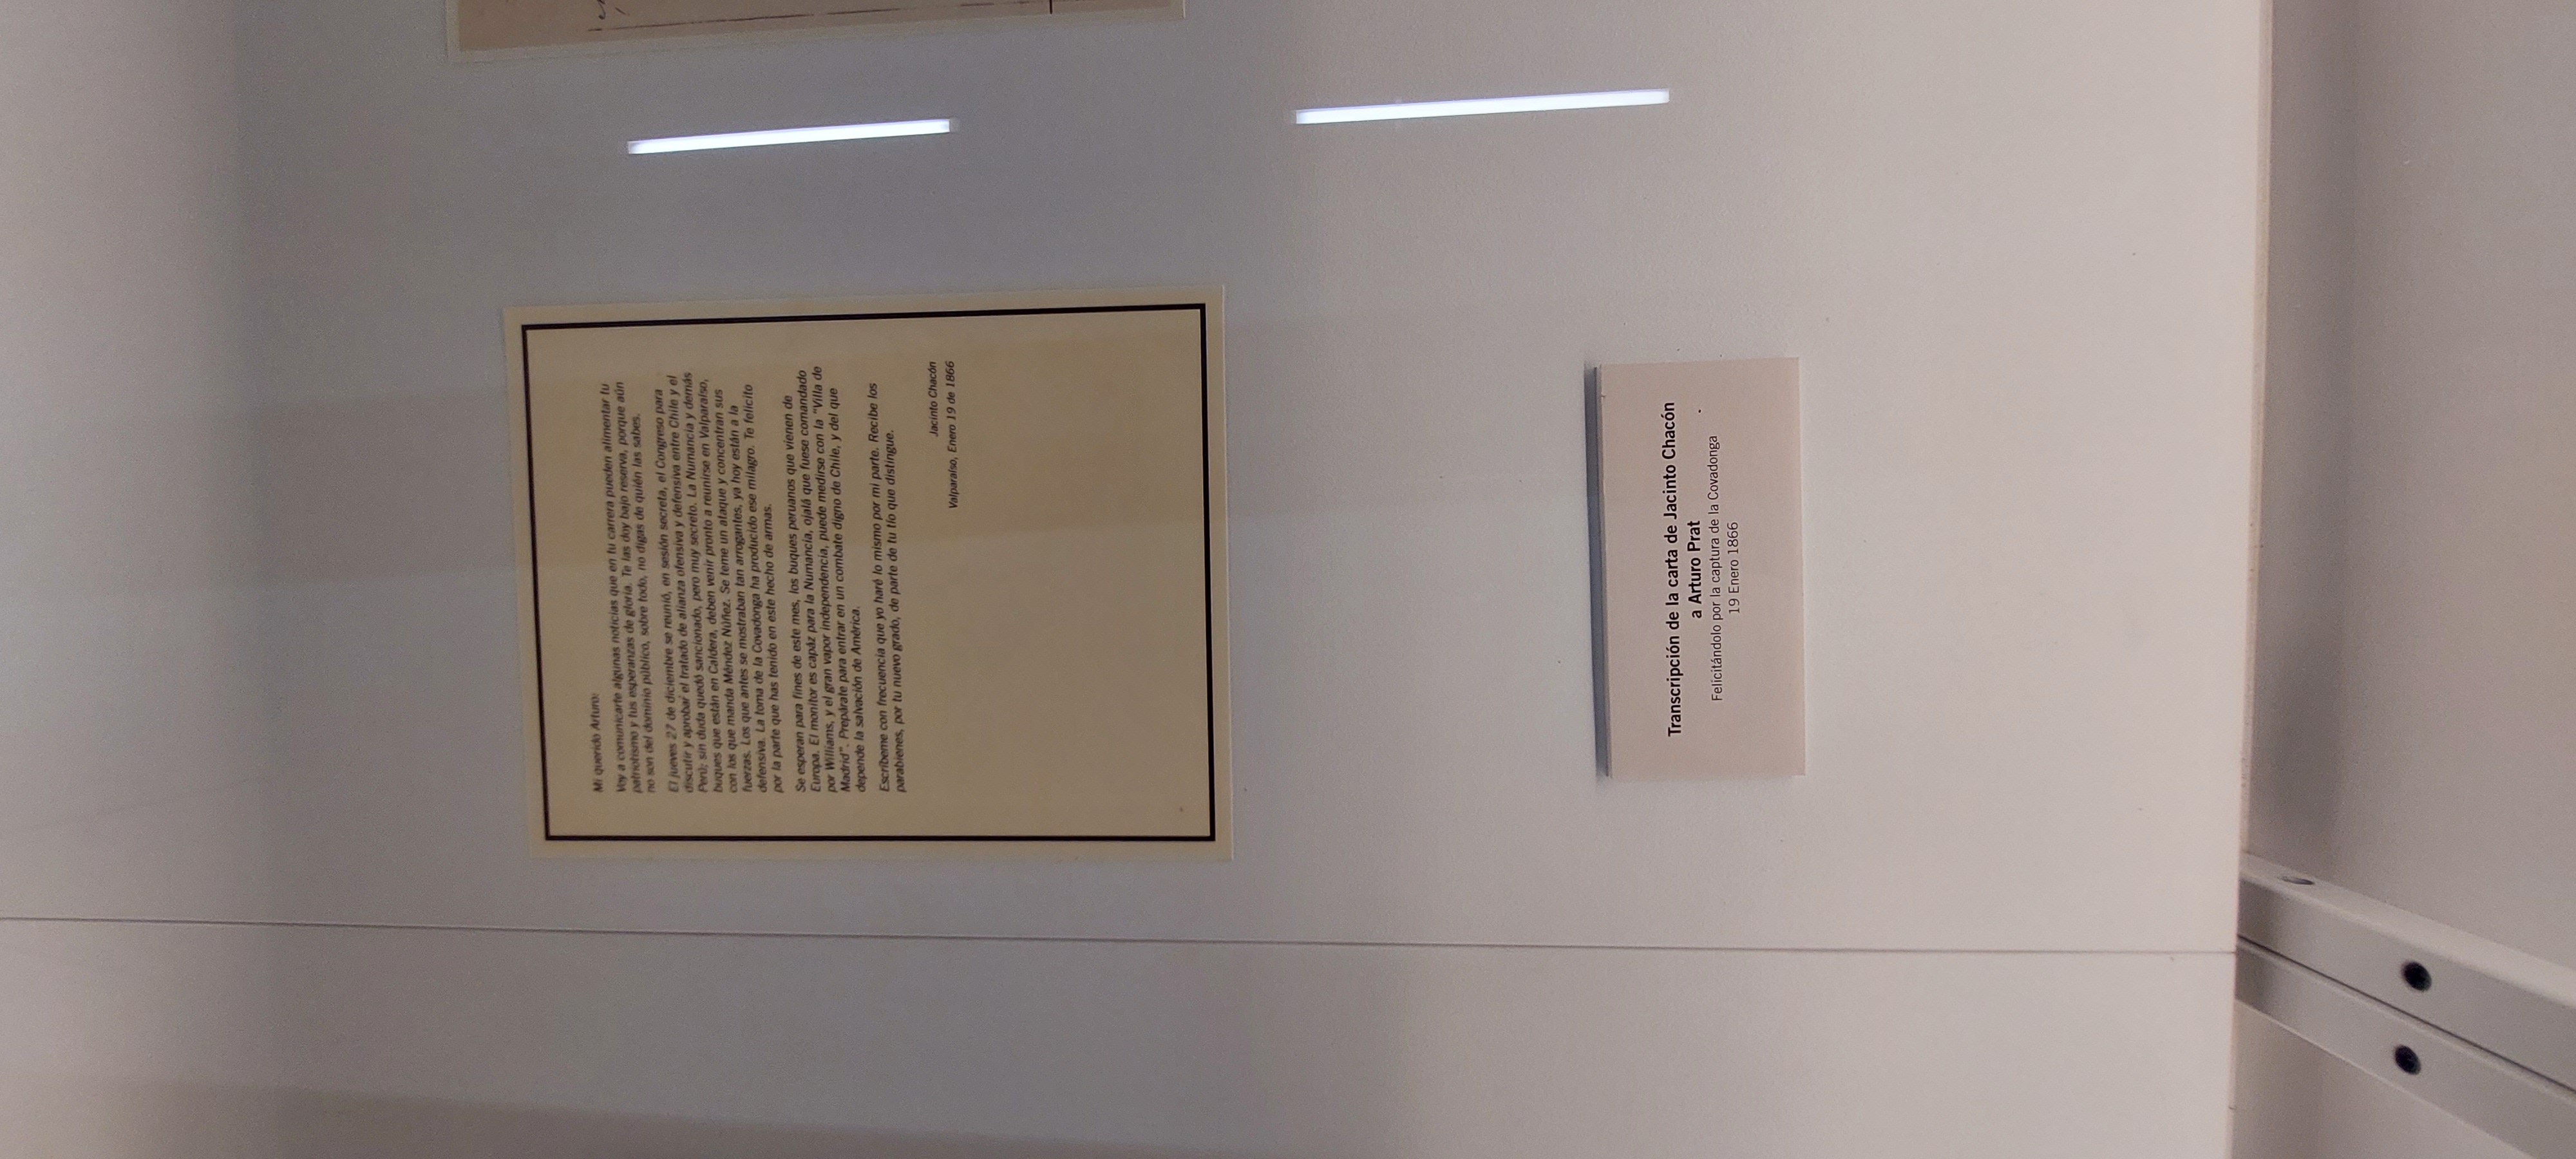 Mi querido Arturo:
Voy a comunicarte algunas noticias que en tu carrera pueden alimentar tu
patriotismo y tus esperanzas de gloria. Te las doy bajo reserva, porque aún
no son del dominio público, sobre todo, no digas de quién las sabes.
El jueves 27 de diciembre se reunió, en sesión secreta, el Congreso para
discutir y aprobar el tratado de alianza ofensiva y defensiva entre Chile y el
Perú; sin duda quedó sancionado, pero muy secreto. La Numancia y demás
buques que están en Caldera, deben venir pronto a reunirse en Valparaíso,
con los que manda Méndez Núñez. Se teme un ataque y concentran sus
fuerzas. Los que antes se mostraban tan arrogantes, ya hoy están a la
defensiva. La toma de la Covadonga ha producido ese milagro. Te felicito
por la parte que has tenido en este hecho de armas.
Se esperan para fines de este mes, los buques peruanos que vienen de
Europa. El monitor es capáz para la Numancia, ojalá que fuese comandado
por Williams, y el gran vapor independencia, puede medirse con la "Villa de
Madrid". Prepárate para entrar en un combate digno de Chile, y del que
depende la salvación de América.
Escríbeme con frecuencia que yo haré lo mismo por mi parte. Recibe los
parabienes, por tu nuevo grado, de parte de tu tío que distingue.
Jacinto Chacón
Valparaíso, Enero 19 de 1866
Transcripción de la carta de Jacinto Chacón
a Arturo Prat
Felicitándolo por la captura de la Covadonga
19 Enero 1866